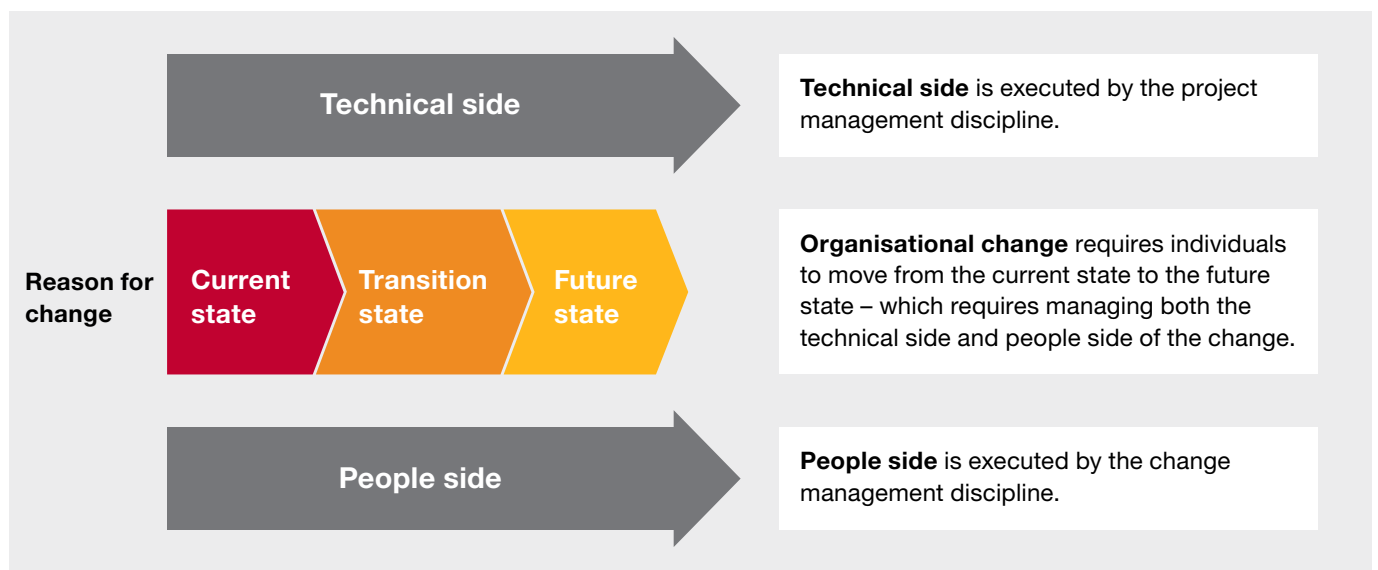 Technical side
Technical side is executed by the project
management discipline.
Reason for
change
Current
state
Transition
state
Future
state
Organisational change requires individuals
to move from the current state to the future
state – which requires managing both the
technical side and people side of the change.
People side
People side is executed by the change
management discipline.